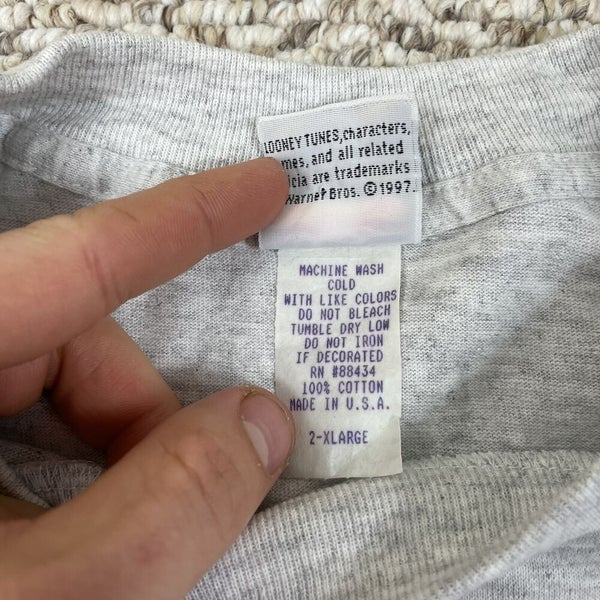 LOONEY TUNES, characters,
mes, and all related
icia are trademarks
Warner Bros. © 1997.
MACHINE WASH
COLD
WITH LIKE COLORS
DO NOT BLEACH
TUMBLE DRY LOW
DO NOT IRON
IF DECORATED
RN #88434
100% COTTON
MADE IN U.S.A.
2-XLARGE